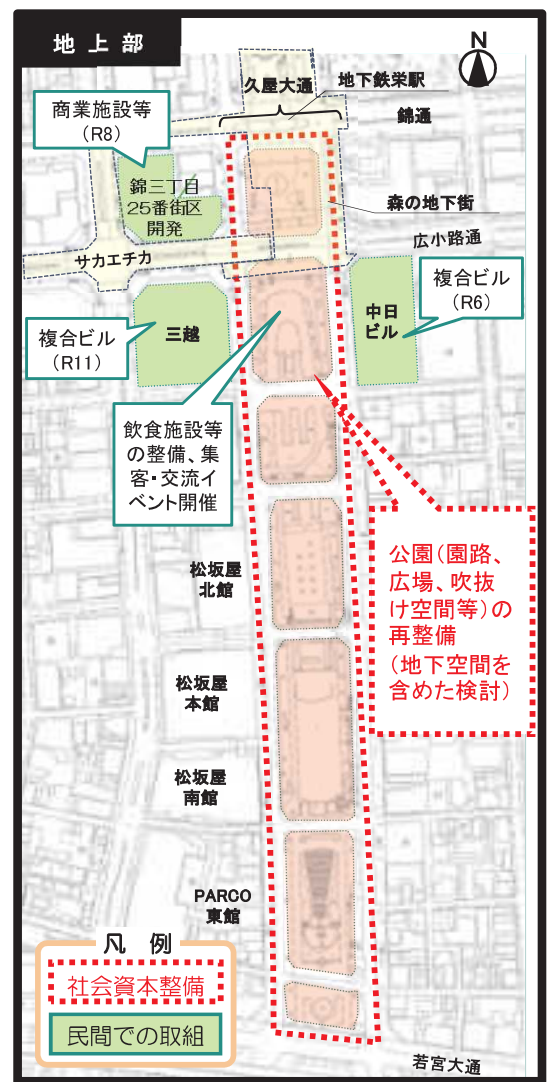 地上部
N
久屋大通
地下鉄栄駅
錦通
商業施設等
(R8)
錦三丁目
25番街区
開発
森の地下街
広小路通
サカエチカ
複合ビル
(R6)
中日
ビル
複合ビル
(R11)
三越
飲食施設等
の整備、集
客・交流イ
ベント開催
公園(園路、
広場、吹抜
け空間等)の
再整備
(地下空間を
含めた検討)
松坂屋
北館
松坂屋
本館
松坂屋
南館
PARCO
東館
凡 例
社会資本整備
民間での取組
若宮大通